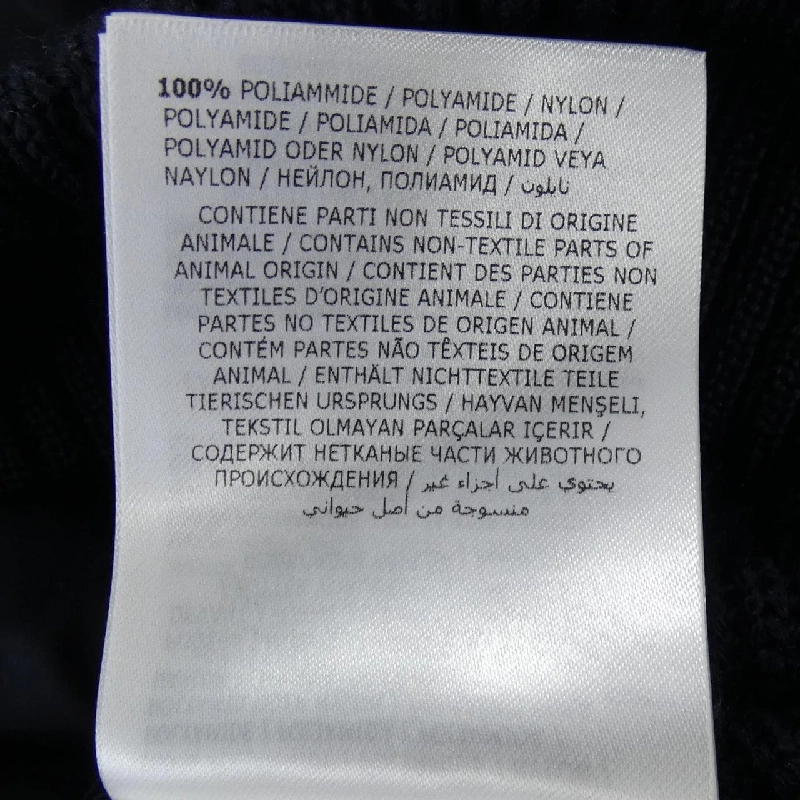 100% POLIAMMIDE / POLYAMIDE / NYLON /
POLYAMIDE / POLIAMIDA / POLIAMIDA /
POLYAMID ODER NYLON / POLYAMID VEYA
NAYLON / НЕЙЛОН, ПОЛИАМИД / نايلون
CONTIENE PARTI NON TESSILI DI ORIGINE
ANIMALE / CONTAINS NON-TEXTILE PARTS OF
ANIMAL ORIGIN / CONTIENT DES PARTIES NON
TEXTILES D'ORIGINE ANIMALE / CONTIENE
PARTES NO TEXTILES DE ORIGEN ANIMAL /
CONTÉM PARTES NÃO TÊXTEIS DE ORIGEM
ANIMAL / ENTHÄLT NICHTTEXTILE TEILE
TIERISCHEN URSPRUNGS / HAYVAN MENŞELİ,
TEKSTIL OLMAYAN PARÇALAR IÇERIR /
СОДЕРЖИТ НЕТКАНЫЕ ЧАСТИ ЖИВОТНОГО
ПРОИСХОЖДЕНИЯ / يحتوي على أجزاء غير
منسوجة من أصل حيواني